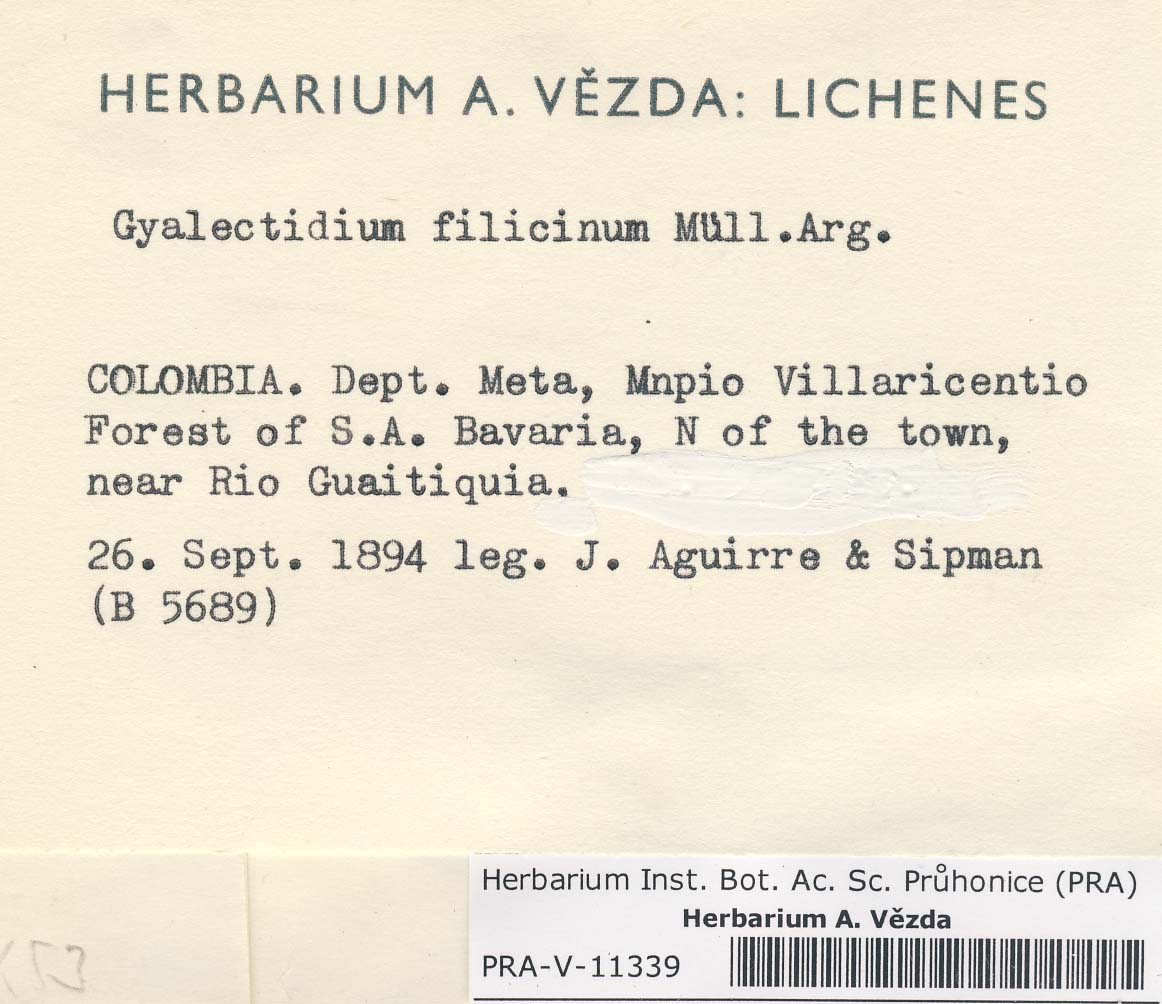 HERBARIUM A. VĚZDA: LICHENES
Gyalectidium filicinum Müll.Arg.
COLOMBIA. Dept. Meta, Mnpio Villaricentio
Forest of S.A. Bavaria, N of the town,
near Rio Guaitiquia.
26. Sept. 1894 leg. J. Aguirre & Sipman
(B 5689)
Herbarium Inst. Bot. Ac. Sc. Průhonice (PRA)
Herbarium A. Vězda
PRA-V-11339